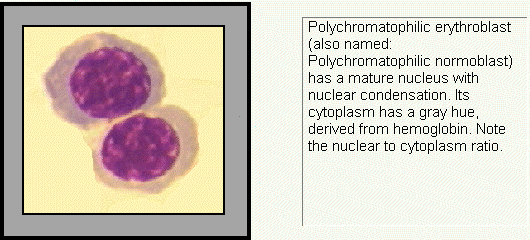 Polychromatophilic erythroblast
(also named:
Polychromatophilic normoblast)
has a mature nucleus with
nuclear condensation. Its
cytoplasm has a gray hue,
derived from hemoglobin. Note
the nuclear to cytoplasm ratio.